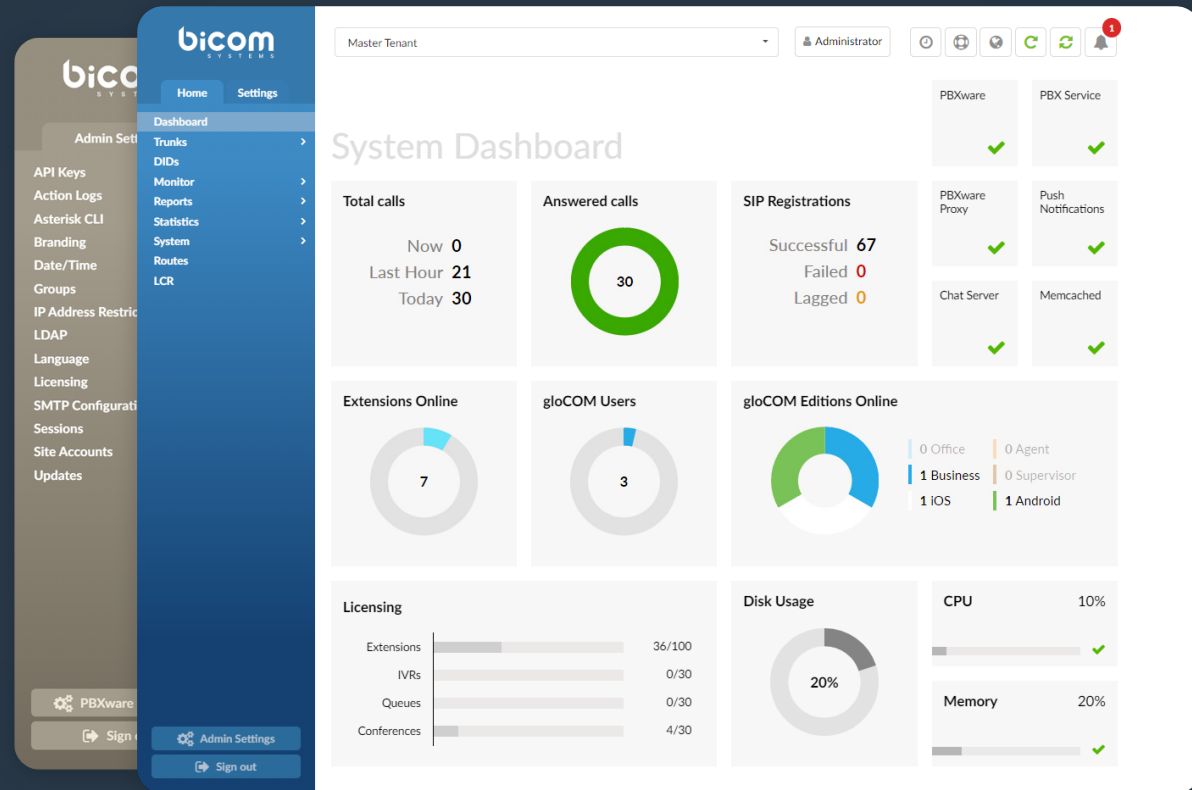 bico
SYST
Admin Sett
API Keys
Action Logs
Asterisk CLI
Branding
Date/Time
Groups
IP Address Restric
LDAP
Language
Licensing
SMTP Configurati
Sessions
Site Accounts
Updates
PBXware
Sign
bicom
SYSTEMS
Home Settings
Dashboard
Trunks
DIDs
Monitor
Reports
Statistics
System
Routes
LCR
Admin Settings
Sign out
Master Tenant
Administrator
1
System Dashboard
PBXware
PBX Service
PBXware
Proxy
Push
Notifications
Chat Server
Memcached
Total calls
Now 0
Last Hour 21
Today 30
Answered calls
30
SIP Registrations
Successful 67
Failed 0
Lagged 0
Extensions Online
7
gloCOM Users
3
gloCOM Editions Online
0 Office 0 Agent
1 Business 0 Supervisor
1 iOS 1 Android
Licensing
Extensions 36/100
IVRs 0/30
Queues 0/30
Conferences 4/30
Disk Usage
20%
CPU 10%
Memory 20%